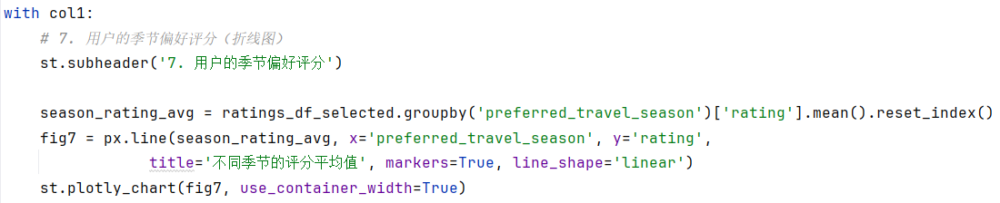 with col1:
    # 7. 用户的季节偏好评分（折线图）
    st.subheader('7. 用户的季节偏好评分')

    season_rating_avg = ratings_df_selected.groupby('preferred_travel_season')['rating'].mean().reset_index()
    fig7 = px.line(season_rating_avg, x='preferred_travel_season', y='rating',
                   title='不同季节的评分平均值', markers=True, line_shape='linear')
    st.plotly_chart(fig7, use_container_width=True)